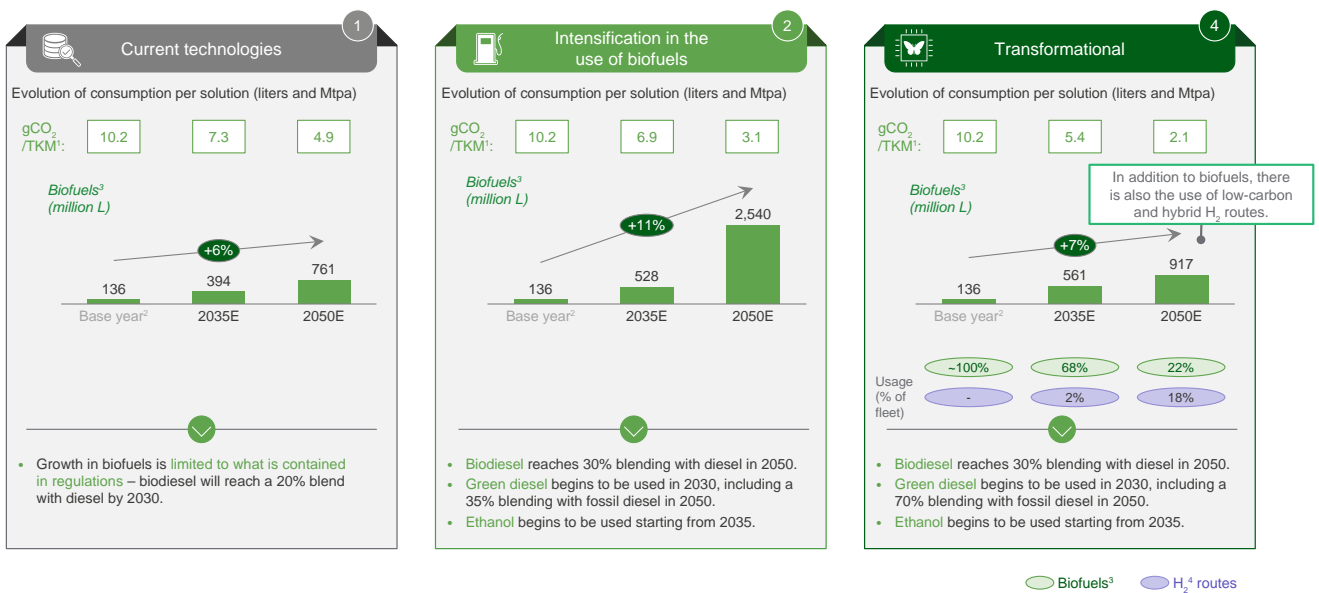 1
Current technologies
Evolution of consumption per solution (liters and Mtpa)
gCO2
/TKM¹:
10.2
7.3
4.9
Biofuels³
(million L)
+6%
136
394
761
Base year²
2035E
2050E
• Growth in biofuels is limited to what is contained
in regulations – biodiesel will reach a 20% blend
with diesel by 2030.
2
Intensification in the
use of biofuels
Evolution of consumption per solution (liters and Mtpa)
gCO2
/TKM¹:
10.2
6.9
3.1
Biofuels³
(million L)
+11%
136
528
2,540
Base year²
2035E
2050E
• Biodiesel reaches 30% blending with diesel in 2050.
• Green diesel begins to be used in 2030, including a
35% blending with fossil diesel in 2050.
• Ethanol begins to be used starting from 2035.
4
Transformational
Evolution of consumption per solution (liters and Mtpa)
gCO2
/TKM¹:
10.2
5.4
2.1
In addition to biofuels, there
is also the use of low-carbon
and hybrid H2 routes.
Biofuels³
(million L)
+7%
136
561
917
Base year²
2035E
2050E
Usage
(% of
fleet)
~100%
68%
22%
-
2%
18%
• Biodiesel reaches 30% blending with diesel in 2050.
• Green diesel begins to be used in 2030, including a
70% blending with fossil diesel in 2050.
• Ethanol begins to be used starting from 2035.
Biofuels³
H2⁴ routes